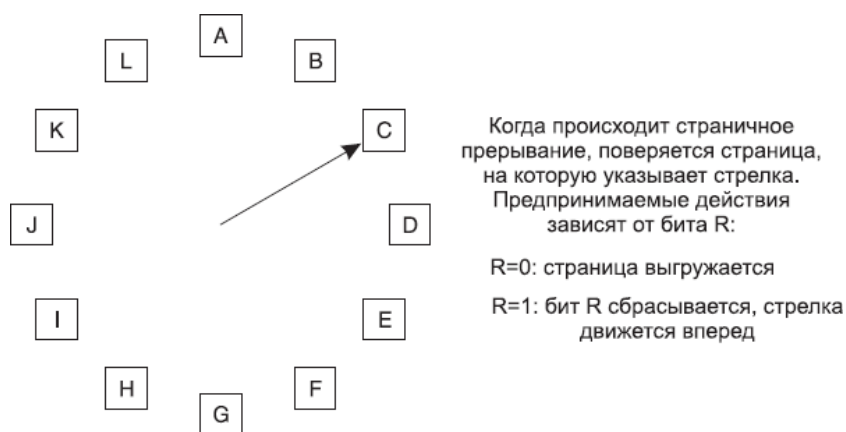 A
L
B
K
C
J
D
I
E
H
F
G
Когда происходит страничное
прерывание, поверяется страница,
на которую указывает стрелка.
Предпринимаемые действия
зависят от бита R:
R=0: страница выгружается
R=1: бит R сбрасывается, стрелка
движется вперед